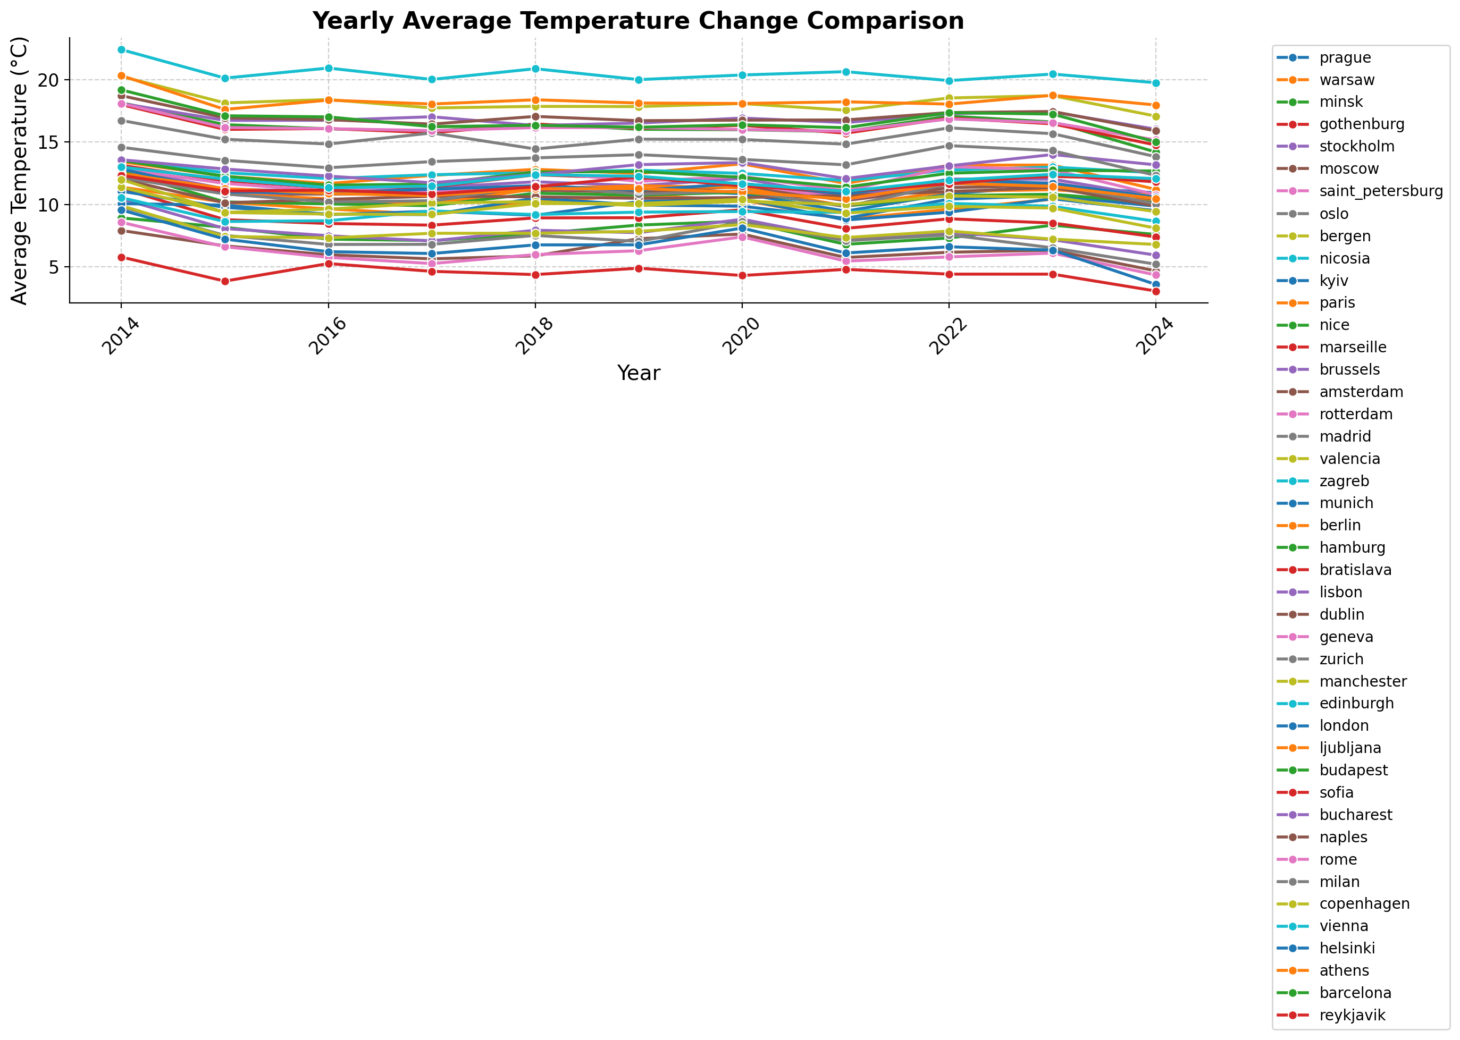 Yearly Average Temperature Change Comparison
Average Temperature (°C)
20
15
10
5
2014
2016
2018
2020
2022
2024
Year
prague
warsaw
minsk
gothenburg
stockholm
moscow
saint_petersburg
oslo
bergen
nicosia
kyiv
paris
nice
marseille
brussels
amsterdam
rotterdam
madrid
valencia
zagreb
munich
berlin
hamburg
bratislava
lisbon
dublin
geneva
zurich
manchester
edinburgh
london
ljubljana
budapest
sofia
bucharest
naples
rome
milan
copenhagen
vienna
helsinki
athens
barcelona
reykjavik